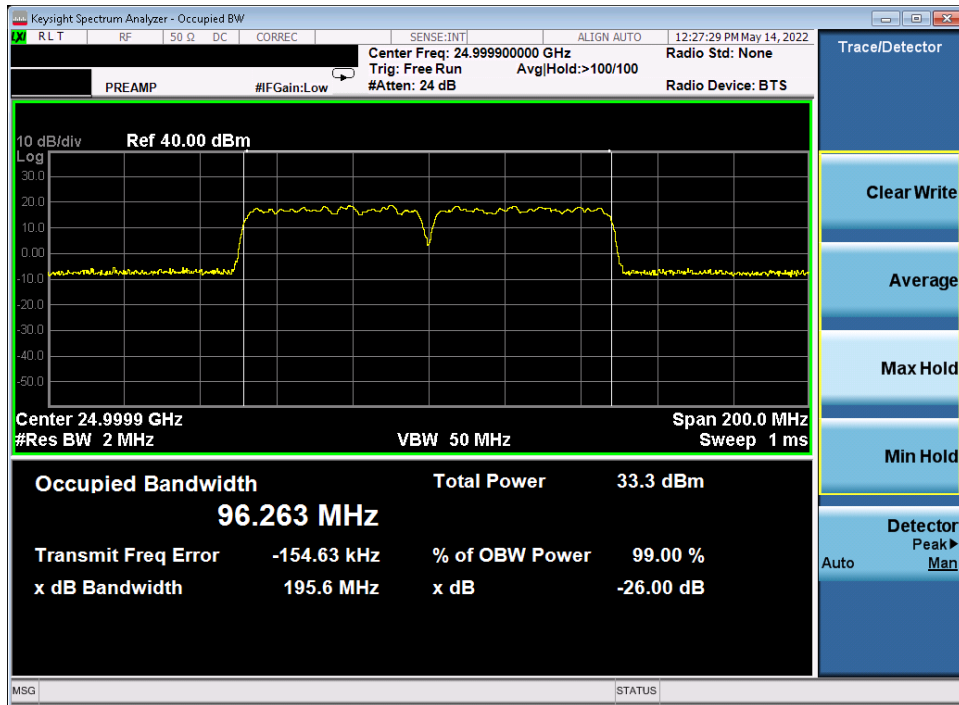 Keysight Spectrum Analyzer - Occupied BW
LXI RLT RF 50 Ω DC CORREC SENSE:INT ALIGN AUTO 12:27:29 PM May 14, 2022
Center Freq: 24.999900000 GHz Radio Std: None
Trig: Free Run Avg|Hold:>100/100
PREAMP #IFGain:Low #Atten: 24 dB Radio Device: BTS
10 dB/div Ref 40.00 dBm
Log
30.0
20.0
10.0
0.00
-10.0
-20.0
-30.0
-40.0
-50.0
Center 24.9999 GHz Span 200.0 MHz
#Res BW 2 MHz VBW 50 MHz Sweep 1 ms
Occupied Bandwidth Total Power 33.3 dBm
96.263 MHz
Transmit Freq Error -154.63 kHz % of OBW Power 99.00 %
x dB Bandwidth 195.6 MHz x dB -26.00 dB
MSG STATUS
Trace/Detector
Clear Write
Average
Max Hold
Min Hold
Detector
Peak▶
Auto Man